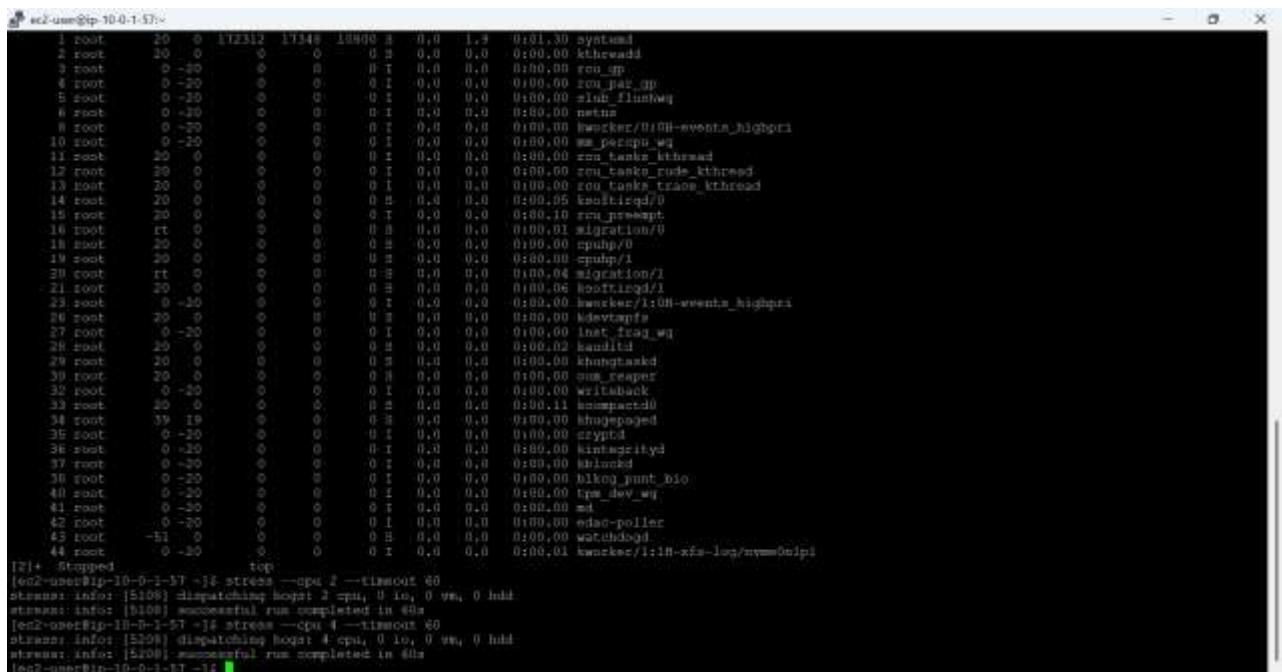 ec2-user@ip-10-0-1-57:~
1 root 20 0 172312 17348 10800 S 0.0 1.9 0:01.30 systemd
2 root 20 0 0 0 0 S 0.0 0.0 0:00.00 kthreadd
3 root 0 -20 0 0 0 I 0.0 0.0 0:00.00 rcu_gp
4 root 0 -20 0 0 0 I 0.0 0.0 0:00.00 rcu_par_gp
5 root 0 -20 0 0 0 I 0.0 0.0 0:00.00 slub_flushwq
6 root 0 -20 0 0 0 I 0.0 0.0 0:00.00 netns
8 root 0 -20 0 0 0 I 0.0 0.0 0:00.00 kworker/0:0H-events_highpri
10 root 0 -20 0 0 0 I 0.0 0.0 0:00.00 mm_percpu_wq
11 root 20 0 0 0 0 I 0.0 0.0 0:00.00 rcu_tasks_kthread
12 root 20 0 0 0 0 I 0.0 0.0 0:00.00 rcu_tasks_rude_kthread
13 root 20 0 0 0 0 I 0.0 0.0 0:00.00 rcu_tasks_trace_kthread
14 root 20 0 0 0 0 S 0.0 0.0 0:00.05 ksoftirqd/0
15 root 20 0 0 0 0 I 0.0 0.0 0:00.10 rcu_preempt
16 root rt 0 0 0 0 S 0.0 0.0 0:00.01 migration/0
18 root 20 0 0 0 0 S 0.0 0.0 0:00.00 cpuhp/0
19 root 20 0 0 0 0 S 0.0 0.0 0:00.00 cpuhp/1
20 root rt 0 0 0 0 S 0.0 0.0 0:00.04 migration/1
21 root 20 0 0 0 0 S 0.0 0.0 0:00.06 ksoftirqd/1
23 root 0 -20 0 0 0 I 0.0 0.0 0:00.00 kworker/1:0H-events_highpri
26 root 20 0 0 0 0 S 0.0 0.0 0:00.00 kdevtmpfs
27 root 0 -20 0 0 0 I 0.0 0.0 0:00.00 inet_frag_wq
28 root 20 0 0 0 0 S 0.0 0.0 0:00.02 kauditd
29 root 20 0 0 0 0 S 0.0 0.0 0:00.00 khungtaskd
30 root 20 0 0 0 0 S 0.0 0.0 0:00.00 oom_reaper
32 root 0 -20 0 0 0 I 0.0 0.0 0:00.00 writeback
33 root 20 0 0 0 0 S 0.0 0.0 0:00.11 kcompactd0
34 root 39 19 0 0 0 S 0.0 0.0 0:00.00 khugepaged
35 root 0 -20 0 0 0 I 0.0 0.0 0:00.00 cryptd
36 root 0 -20 0 0 0 I 0.0 0.0 0:00.00 kintegrityd
37 root 0 -20 0 0 0 I 0.0 0.0 0:00.00 kblockd
38 root 0 -20 0 0 0 I 0.0 0.0 0:00.00 blkcg_punt_bio
40 root 0 -20 0 0 0 I 0.0 0.0 0:00.00 tpm_dev_wq
41 root 0 -20 0 0 0 I 0.0 0.0 0:00.00 md
42 root 0 -20 0 0 0 I 0.0 0.0 0:00.00 edac-poller
43 root -51 0 0 0 0 S 0.0 0.0 0:00.00 watchdogd
44 root 0 -20 0 0 0 I 0.0 0.0 0:00.01 kworker/1:1H-xfs-log/nvme0n1p1
[2]+ Stopped top
[ec2-user@ip-10-0-1-57 ~]$ stress --cpu 2 --timeout 60
stress: info: [5108] dispatching hogs: 2 cpu, 0 io, 0 vm, 0 hdd
stress: info: [5108] successful run completed in 60s
[ec2-user@ip-10-0-1-57 ~]$ stress --cpu 4 --timeout 60
stress: info: [5208] dispatching hogs: 4 cpu, 0 io, 0 vm, 0 hdd
stress: info: [5208] successful run completed in 60s
[ec2-user@ip-10-0-1-57 ~]$